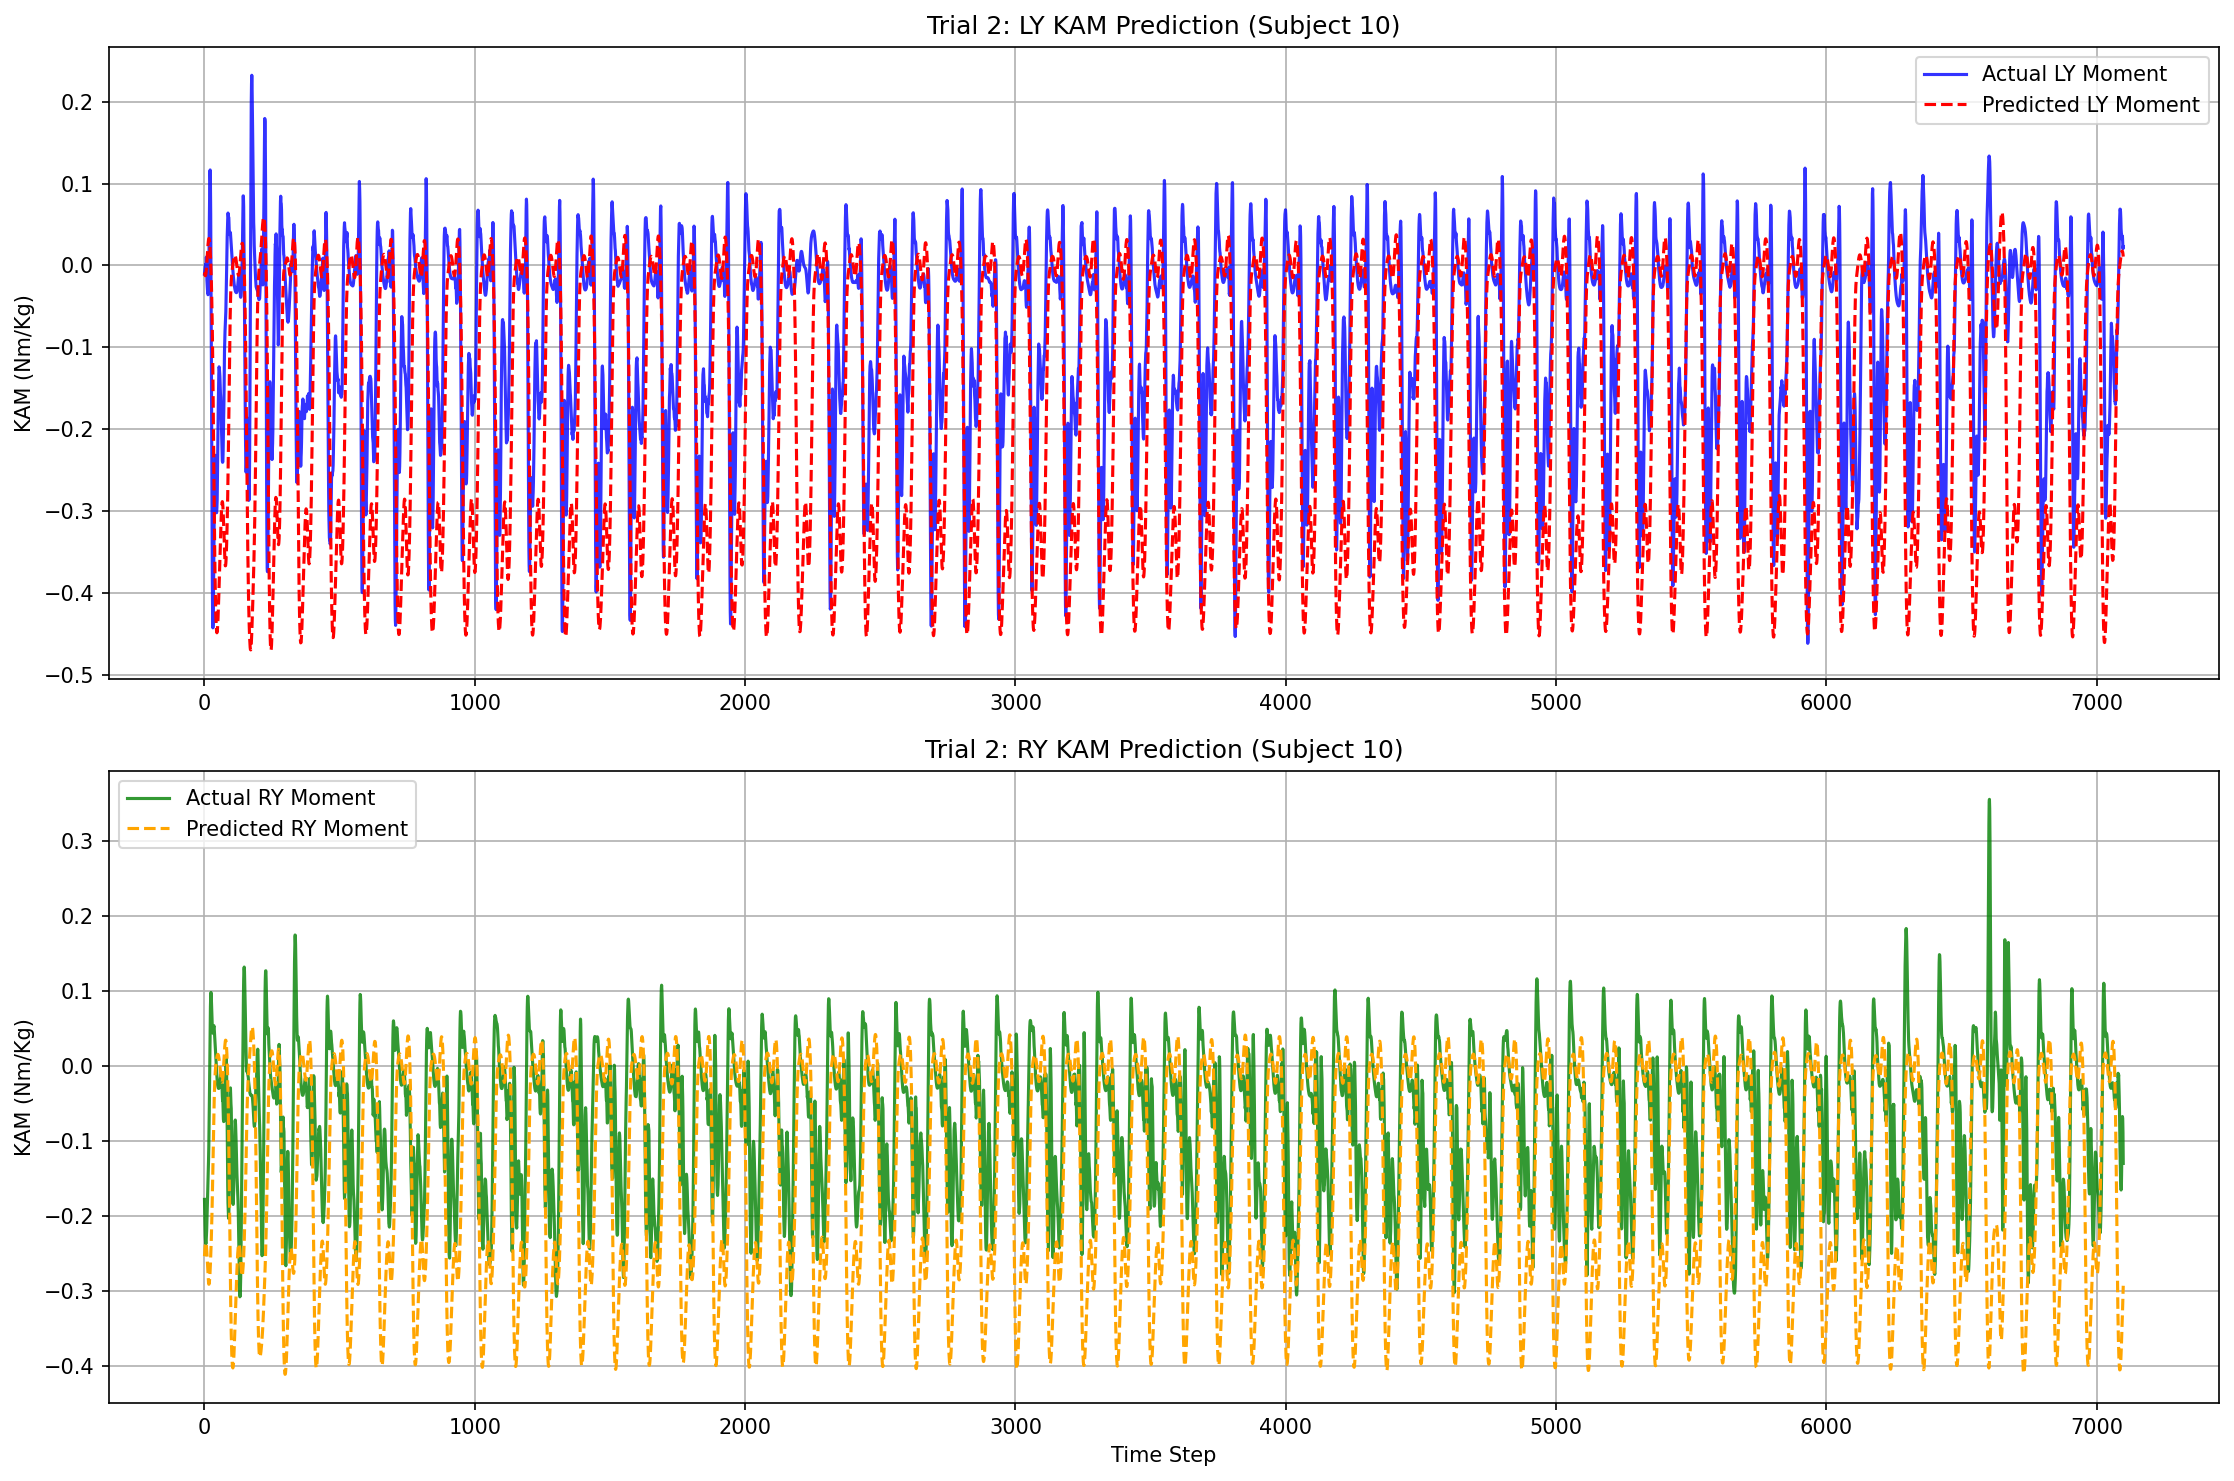 Trial 2: LY KAM Prediction (Subject 10)
Actual LY Moment
Predicted LY Moment
KAM (Nm/Kg)
0.2
0.1
0.0
−0.1
−0.2
−0.3
−0.4
−0.5
0 1000 2000 3000 4000 5000 6000 7000
Trial 2: RY KAM Prediction (Subject 10)
Actual RY Moment
Predicted RY Moment
KAM (Nm/Kg)
0.3
0.2
0.1
0.0
−0.1
−0.2
−0.3
−0.4
0 1000 2000 3000 4000 5000 6000 7000
Time Step